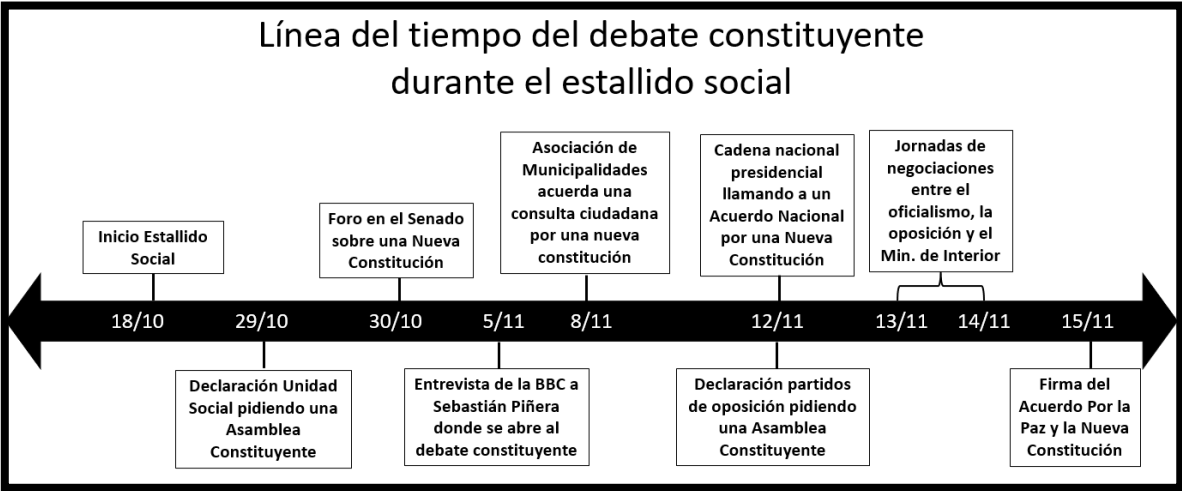 Línea del tiempo del debate constituyente
durante el estallido social
Inicio Estallido
Social
Foro en el Senado
sobre una Nueva
Constitución
Asociación de
Municipalidades
acuerda una
consulta ciudadana
por una nueva
constitución
Cadena nacional
presidencial
llamando a un
Acuerdo Nacional
por una Nueva
Constitución
Jornadas de
negociaciones
entre el
oficialismo, la
oposición y el
Min. de Interior
18/10 29/10 30/10 5/11 8/11 12/11 13/11 14/11 15/11
Declaración Unidad
Social pidiendo una
Asamblea
Constituyente
Entrevista de la BBC a
Sebastián Piñera
donde se abre al
debate constituyente
Declaración partidos
de oposición pidiendo
una Asamblea
Constituyente
Firma del
Acuerdo Por la
Paz y la Nueva
Constitución